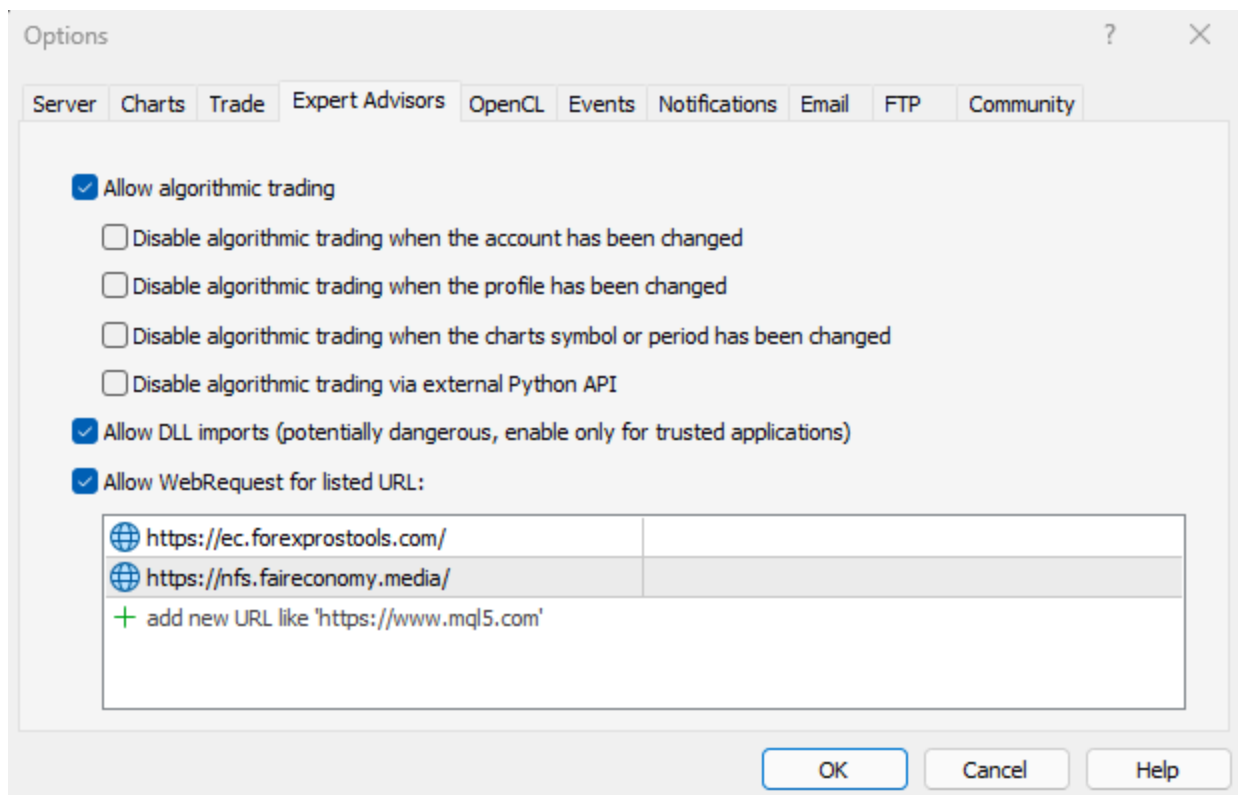 Options
Server Charts Trade Expert Advisors OpenCL Events Notifications Email FTP Community
Allow algorithmic trading
Disable algorithmic trading when the account has been changed
Disable algorithmic trading when the profile has been changed
Disable algorithmic trading when the charts symbol or period has been changed
Disable algorithmic trading via external Python API
Allow DLL imports (potentially dangerous, enable only for trusted applications)
Allow WebRequest for listed URL:
https://ec.forexprostools.com/
https://nfs.faireconomy.media/
add new URL like 'https://www.mql5.com'
OK Cancel Help